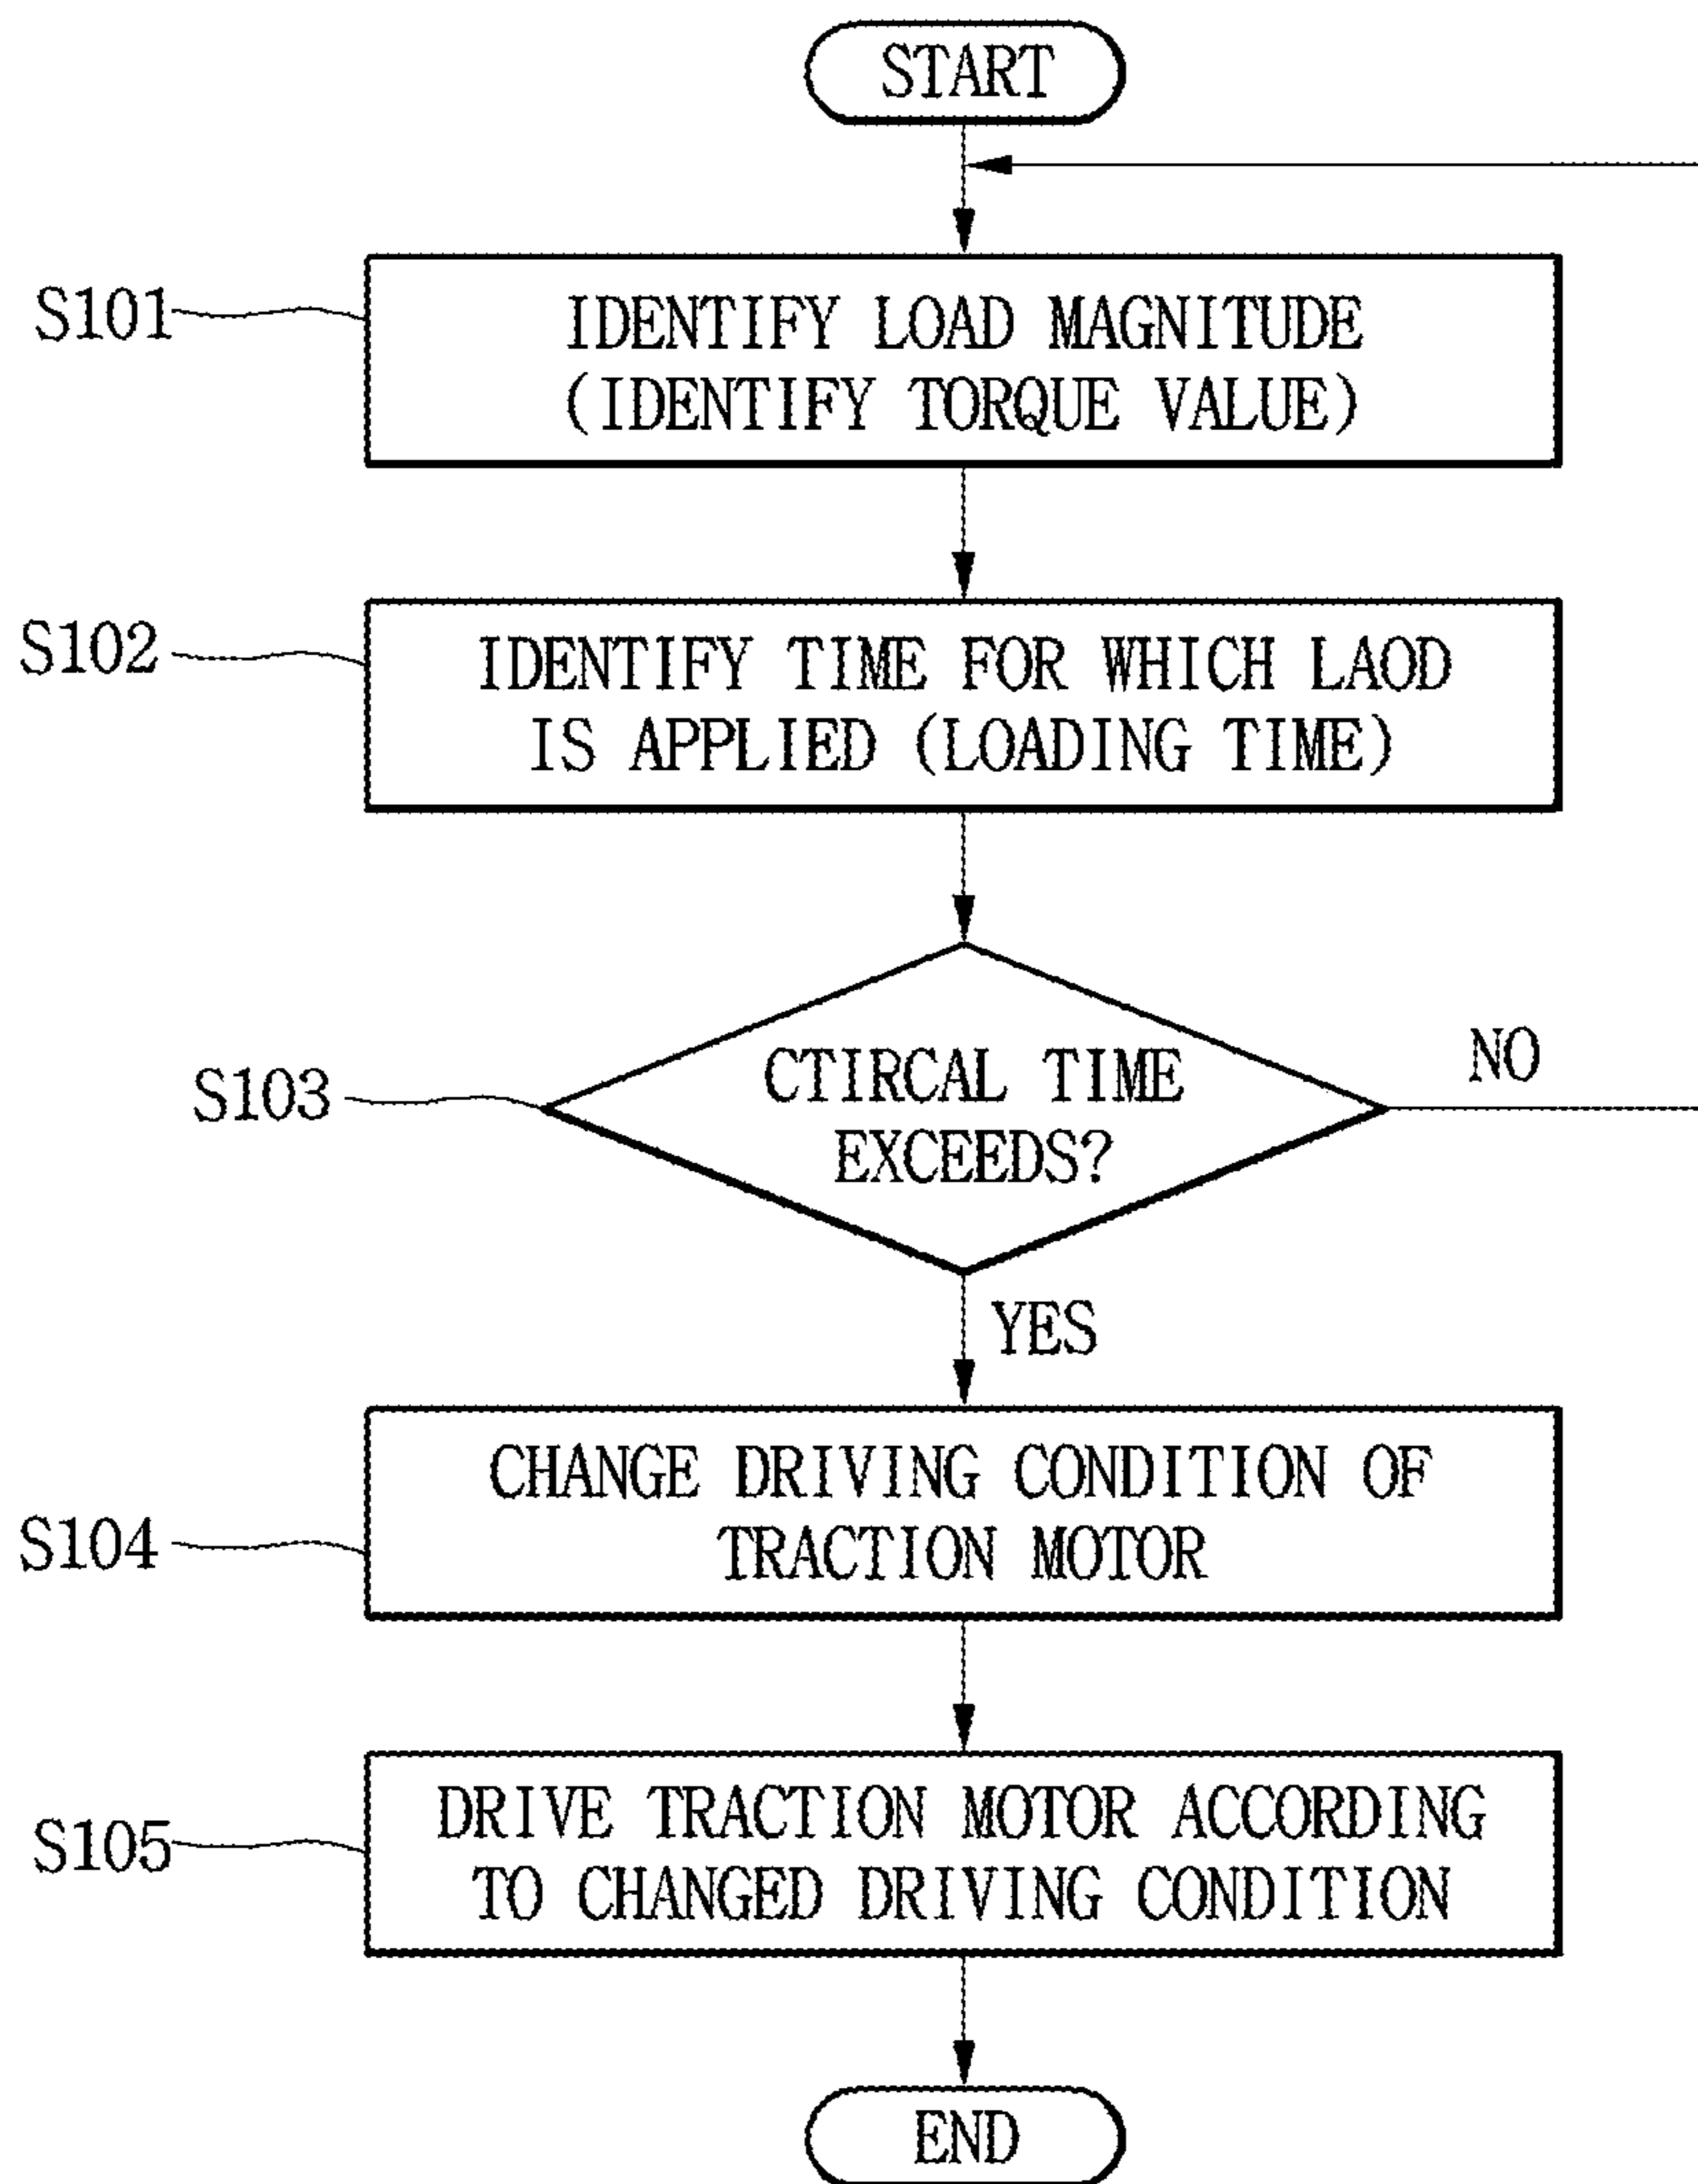 START
S101
IDENTIFY LOAD MAGNITUDE
(IDENTIFY TORQUE VALUE)
S102
IDENTIFY TIME FOR WHICH LAOD
IS APPLIED (LOADING TIME)
S103
CTIRCAL TIME
EXCEEDS?
NO
YES
S104
CHANGE DRIVING CONDITION OF
TRACTION MOTOR
S105
DRIVE TRACTION MOTOR ACCORDING
TO CHANGED DRIVING CONDITION
END